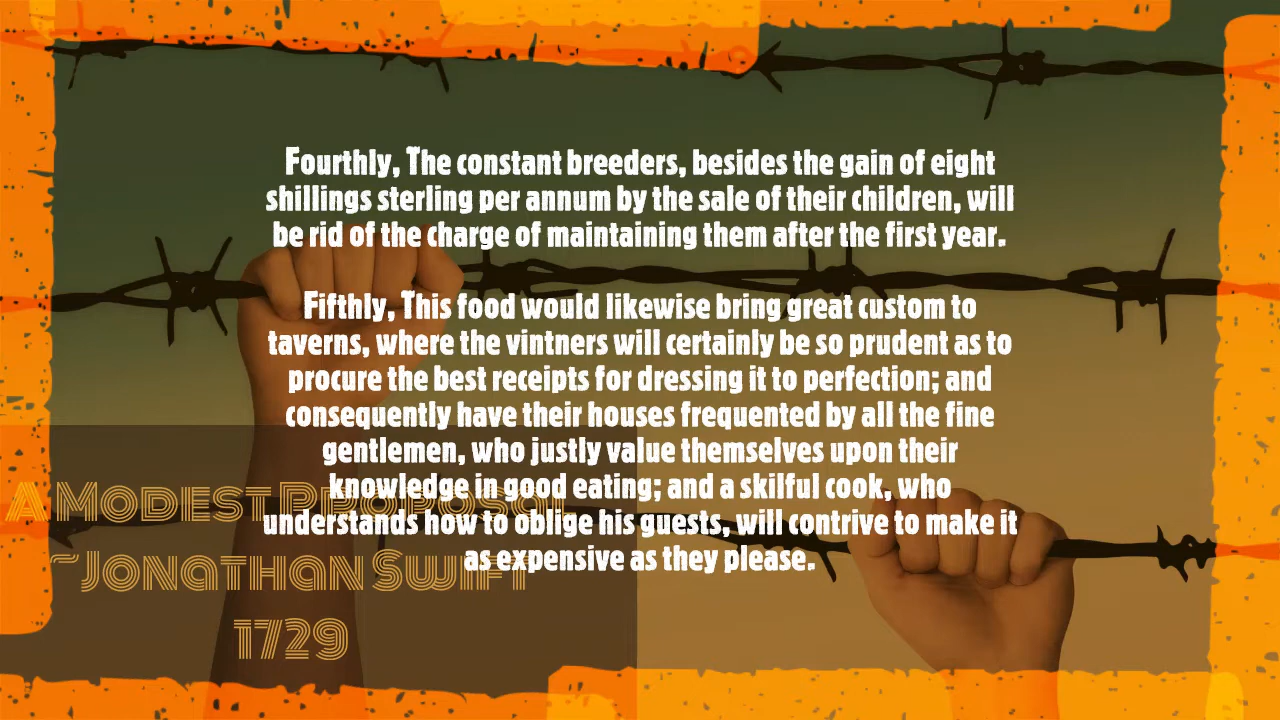 Fourthly, The constant breeders, besides the gain of eight
shillings sterling per annum by the sale of their children, will
be rid of the charge of maintaining them after the first year.
Fifthly, This food would likewise bring great custom to
taverns, where the vintners will certainly be so prudent as to
procure the best receipts for dressing it to perfection; and
consequently have their houses frequented by all the fine
gentlemen, who justly value themselves upon their
knowledge in good eating; and a skilful cook, who
understands how to oblige his guests, will contrive to make it
as expensive as they please.
A Modest Proposal
~Jonathan Swift
1729